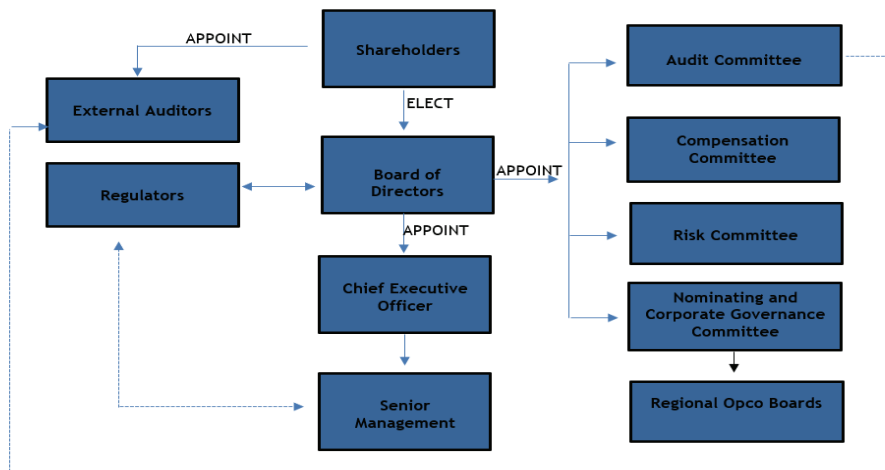 APPOINT
Shareholders
Audit Committee
ELECT
External Auditors
Compensation
Committee
Regulators
Board of
Directors
APPOINT
APPOINT
Risk Committee
Chief Executive
Officer
Nominating and
Corporate Governance
Committee
Senior
Management
Regional Opco Boards